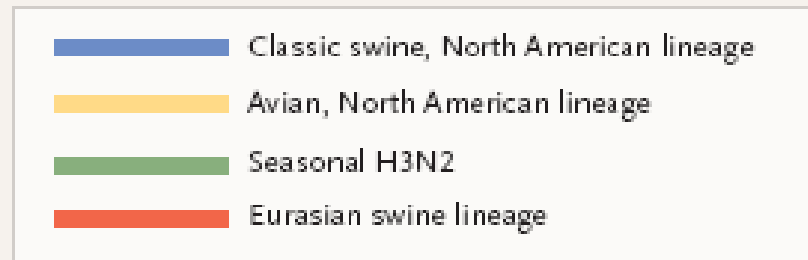 Classic swine, North American lineage
Avian, North American lineage
Seasonal H3N2
Eurasian swine lineage